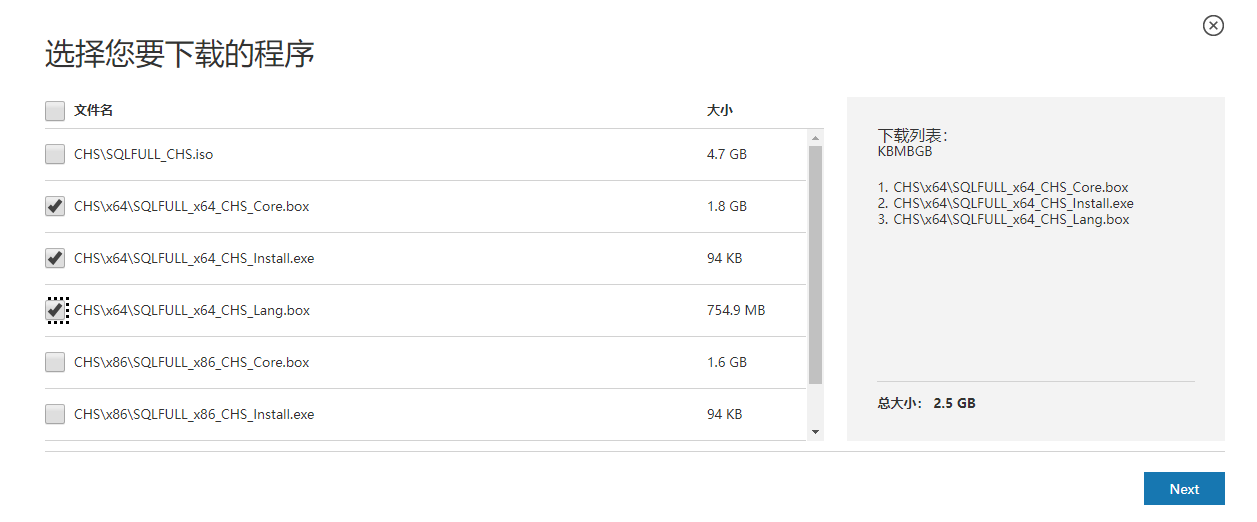 选择您要下载的程序
文件名 大小
CHS\SQLFULL_CHS.iso 4.7 GB
CHS\x64\SQLFULL_x64_CHS_Core.box 1.8 GB
CHS\x64\SQLFULL_x64_CHS_Install.exe 94 KB
CHS\x64\SQLFULL_x64_CHS_Lang.box 754.9 MB
CHS\x86\SQLFULL_x86_CHS_Core.box 1.6 GB
CHS\x86\SQLFULL_x86_CHS_Install.exe 94 KB
下载列表：
KBMBGB
1. CHS\x64\SQLFULL_x64_CHS_Core.box
2. CHS\x64\SQLFULL_x64_CHS_Install.exe
3. CHS\x64\SQLFULL_x64_CHS_Lang.box
总大小： 2.5 GB
Next